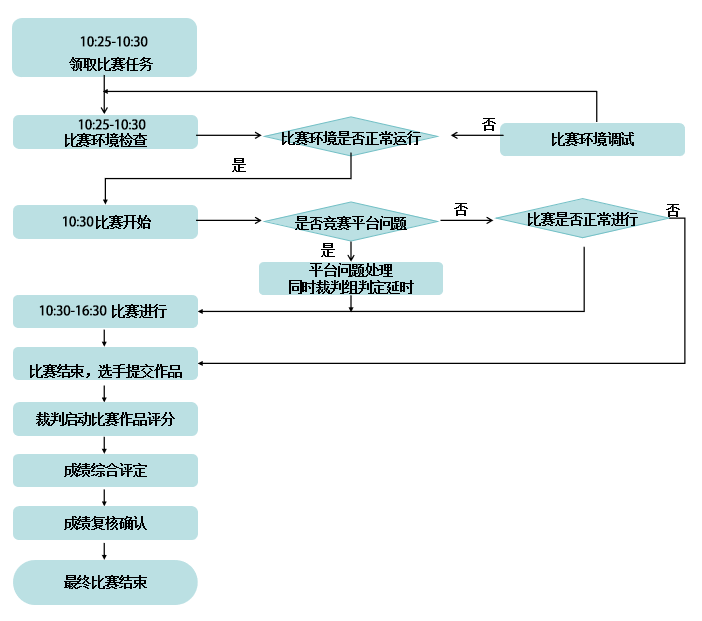 10:25-10:30
领取比赛任务
10:25-10:30
比赛环境检查
比赛环境是否正常运行
否
比赛环境调试
是
10:30比赛开始
是否竞赛平台问题
否
比赛是否正常进行
否
是
平台问题处理
同时裁判组判定延时
10:30-16:30 比赛进行
比赛结束，选手提交作品
裁判启动比赛作品评分
成绩综合评定
成绩复核确认
最终比赛结束